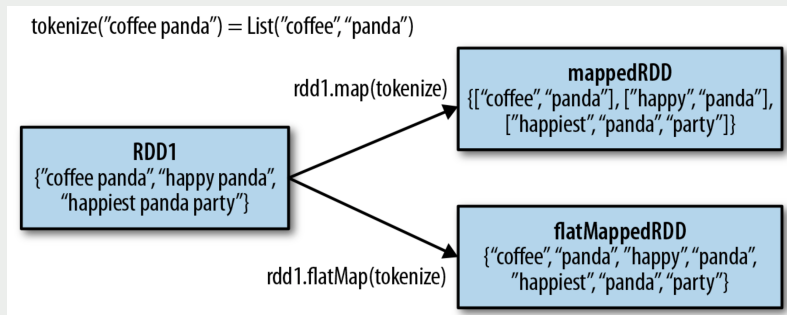 tokenize("coffee panda") = List("coffee", "panda")
rdd1.map(tokenize)
mappedRDD
{["coffee", "panda"], ["happy", "panda"],
["happiest", "panda", "party"]}
RDD1
{"coffee panda", "happy panda",
"happiest panda party"}
rdd1.flatMap(tokenize)
flatMappedRDD
{"coffee", "panda", "happy", "panda",
"happiest", "panda", "party"}